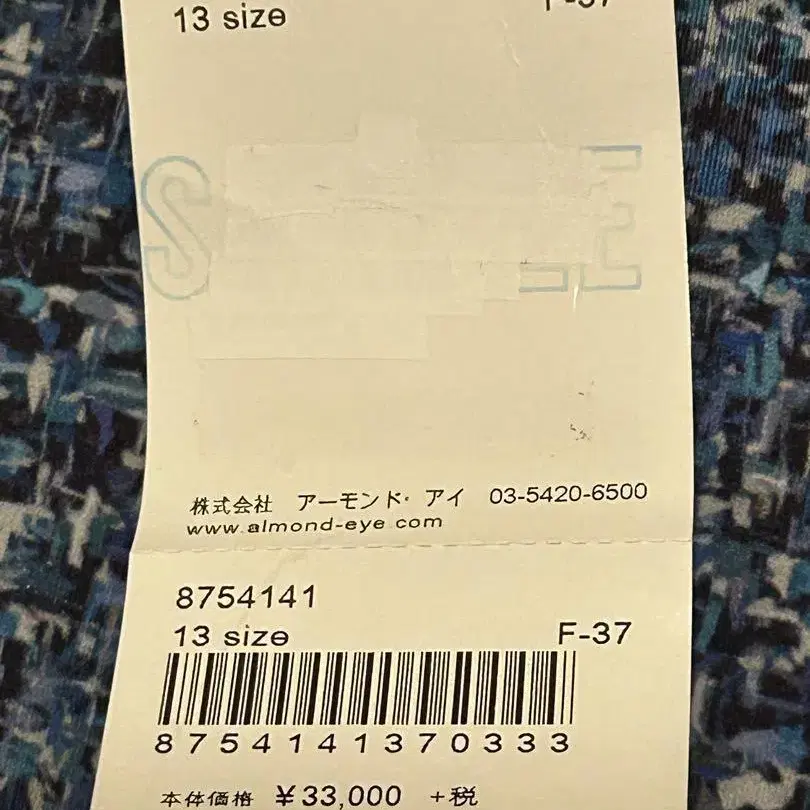 13 size F-37
S E
株式会社 アーモンド・アイ 03-5420-6500
www.almond-eye.com
8754141
13 size F-37
8754141370333
本体価格 ¥33,000 +税